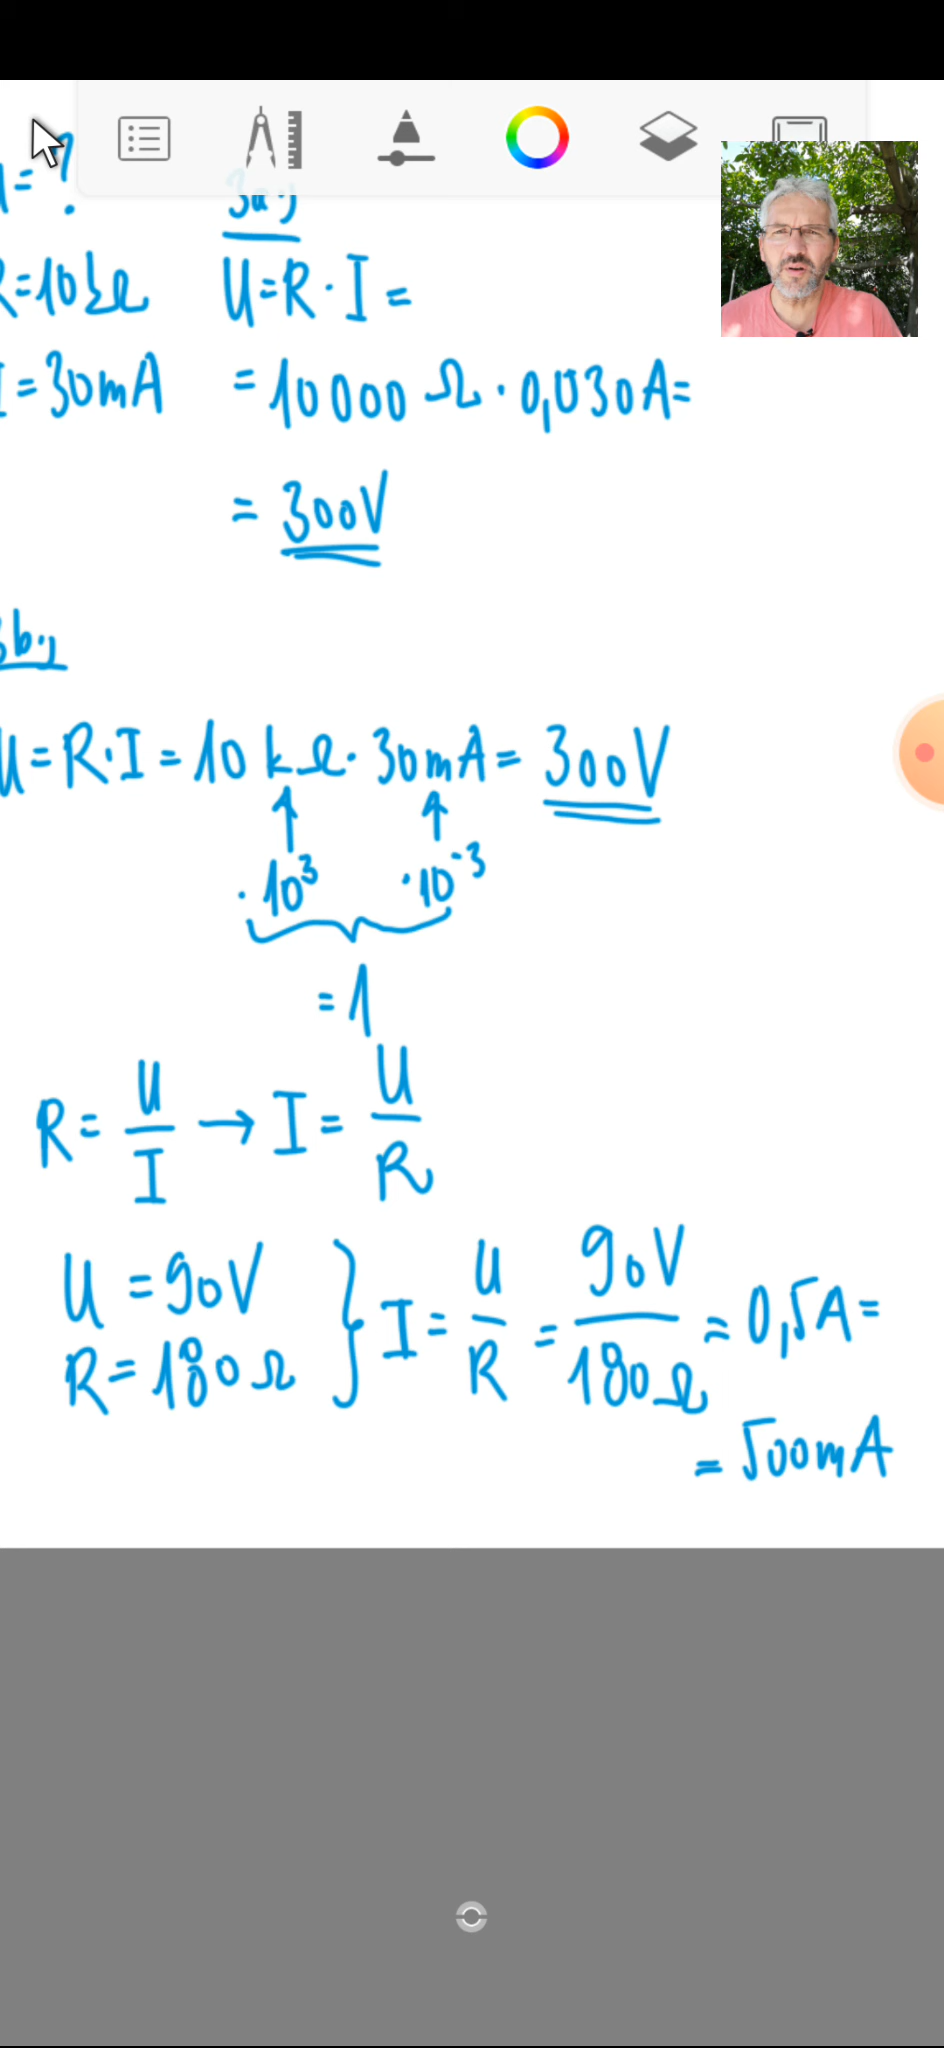 U=?
3a,
R=10kΩ
U=R·I=
I=30mA
=10000Ω·0,030A=
=300V
3b,
U=R·I=10kΩ·30mA=300V
·10³ ·10⁻³
=1
R=U/I→I=U/R
U=90V
R=180Ω
I=U/R=90V/180Ω=0,5A=
=500mA